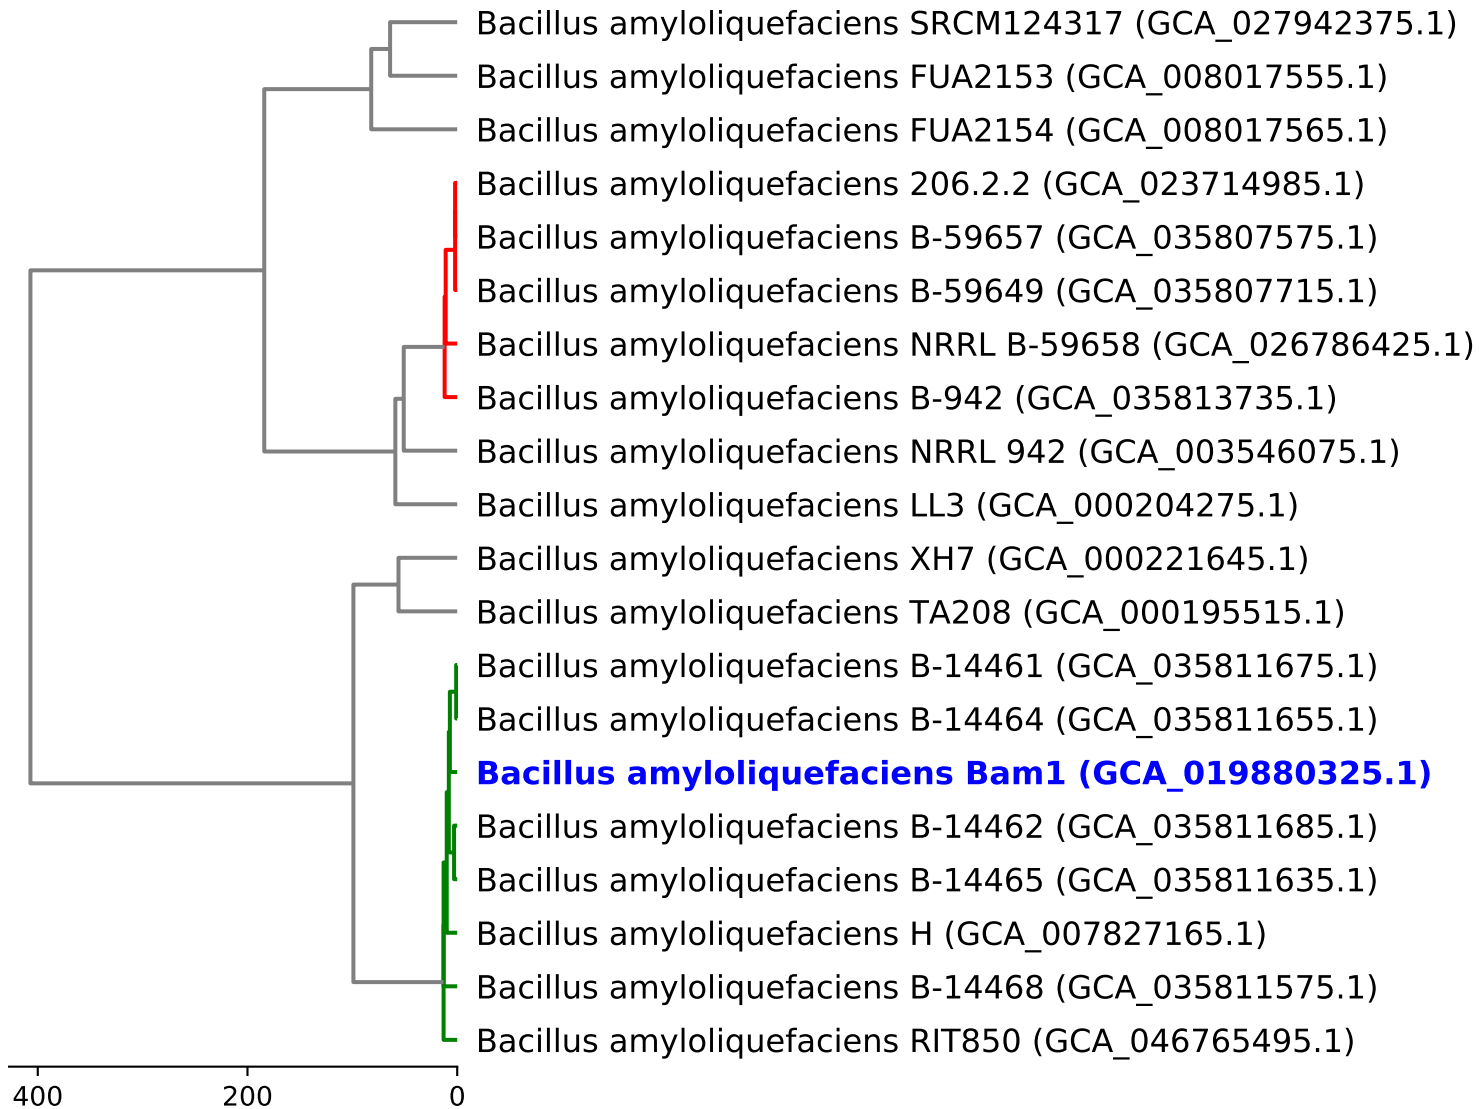 Bacillus amyloliquefaciens SRCM124317 (GCA_027942375.1)
Bacillus amyloliquefaciens FUA2153 (GCA_008017555.1)
Bacillus amyloliquefaciens FUA2154 (GCA_008017565.1)
Bacillus amyloliquefaciens 206.2.2 (GCA_023714985.1)
Bacillus amyloliquefaciens B-59657 (GCA_035807575.1)
Bacillus amyloliquefaciens B-59649 (GCA_035807715.1)
Bacillus amyloliquefaciens NRRL B-59658 (GCA_026786425.1)
Bacillus amyloliquefaciens B-942 (GCA_035813735.1)
Bacillus amyloliquefaciens NRRL 942 (GCA_003546075.1)
Bacillus amyloliquefaciens LL3 (GCA_000204275.1)
Bacillus amyloliquefaciens XH7 (GCA_000221645.1)
Bacillus amyloliquefaciens TA208 (GCA_000195515.1)
Bacillus amyloliquefaciens B-14461 (GCA_035811675.1)
Bacillus amyloliquefaciens B-14464 (GCA_035811655.1)
Bacillus amyloliquefaciens Bam1 (GCA_019880325.1)
Bacillus amyloliquefaciens B-14462 (GCA_035811685.1)
Bacillus amyloliquefaciens B-14465 (GCA_035811635.1)
Bacillus amyloliquefaciens H (GCA_007827165.1)
Bacillus amyloliquefaciens B-14468 (GCA_035811575.1)
Bacillus amyloliquefaciens RIT850 (GCA_046765495.1)
400 200 0